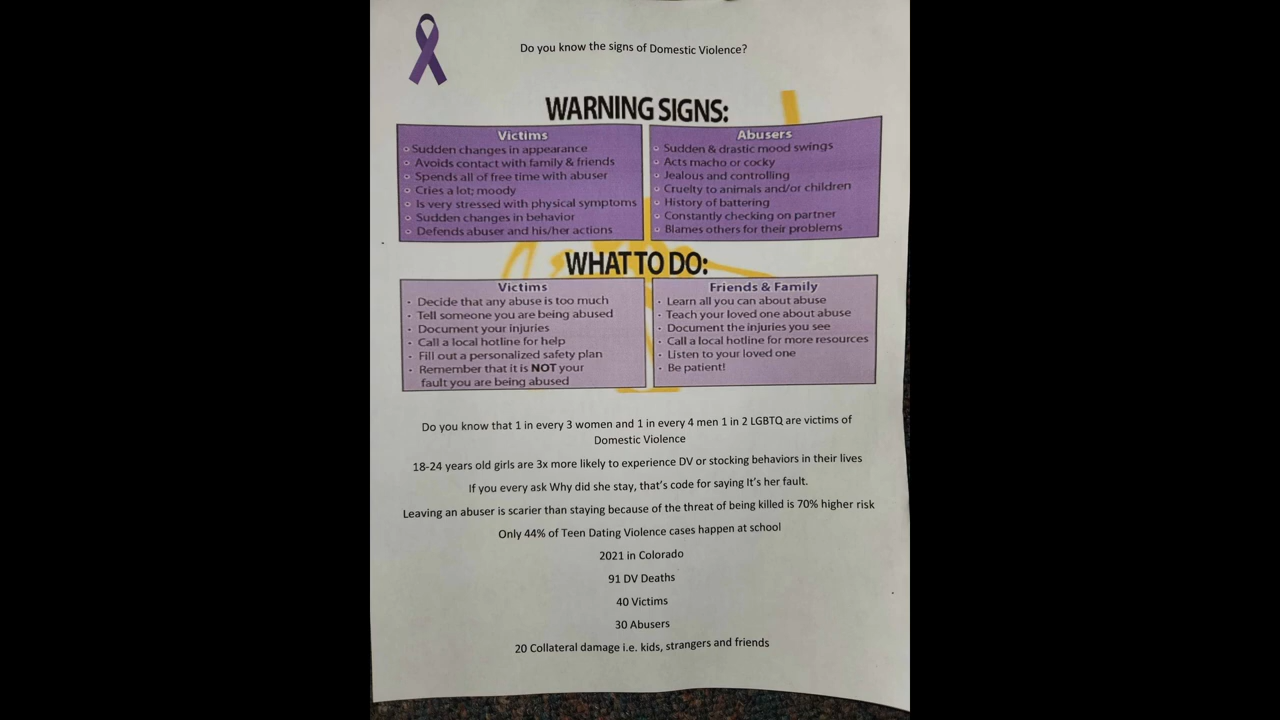 Do you know the signs of Domestic Violence?
WARNING SIGNS:
Victims
Sudden changes in appearance
Avoids contact with family & friends
Spends all of free time with abuser
Cries a lot; moody
Is very stressed with physical symptoms
Sudden changes in behavior
Defends abuser and his/her actions
Abusers
Sudden & drastic mood swings
Acts macho or cocky
Jealous and controlling
Cruelty to animals and/or children
History of battering
Constantly checking on partner
Blames others for their problems
WHAT TO DO:
Victims
Decide that any abuse is too much
Tell someone you are being abused
Document your injuries
Call a local hotline for help
Fill out a personalized safety plan
Remember that it is NOT your
fault you are being abused
Friends & Family
Learn all you can about abuse
Teach your loved one about abuse
Document the injuries you see
Call a local hotline for more resources
Listen to your loved one
Be patient!
Do you know that 1 in every 3 women and 1 in every 4 men 1 in 2 LGBTQ are victims of
Domestic Violence
18-24 years old girls are 3x more likely to experience DV or stocking behaviors in their lives
If you every ask Why did she stay, that's code for saying It's her fault.
Leaving an abuser is scarier than staying because of the threat of being killed is 70% higher risk
Only 44% of Teen Dating Violence cases happen at school
2021 in Colorado
91 DV Deaths
40 Victims
30 Abusers
20 Collateral damage i.e. kids, strangers and friends